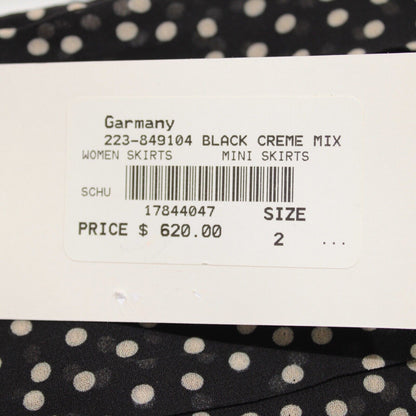 Garmany
223-849104 BLACK CREME MIX
WOMEN SKIRTS MINI SKIRTS
SCHU
17844047 SIZE
PRICE $ 620.00 2 ...